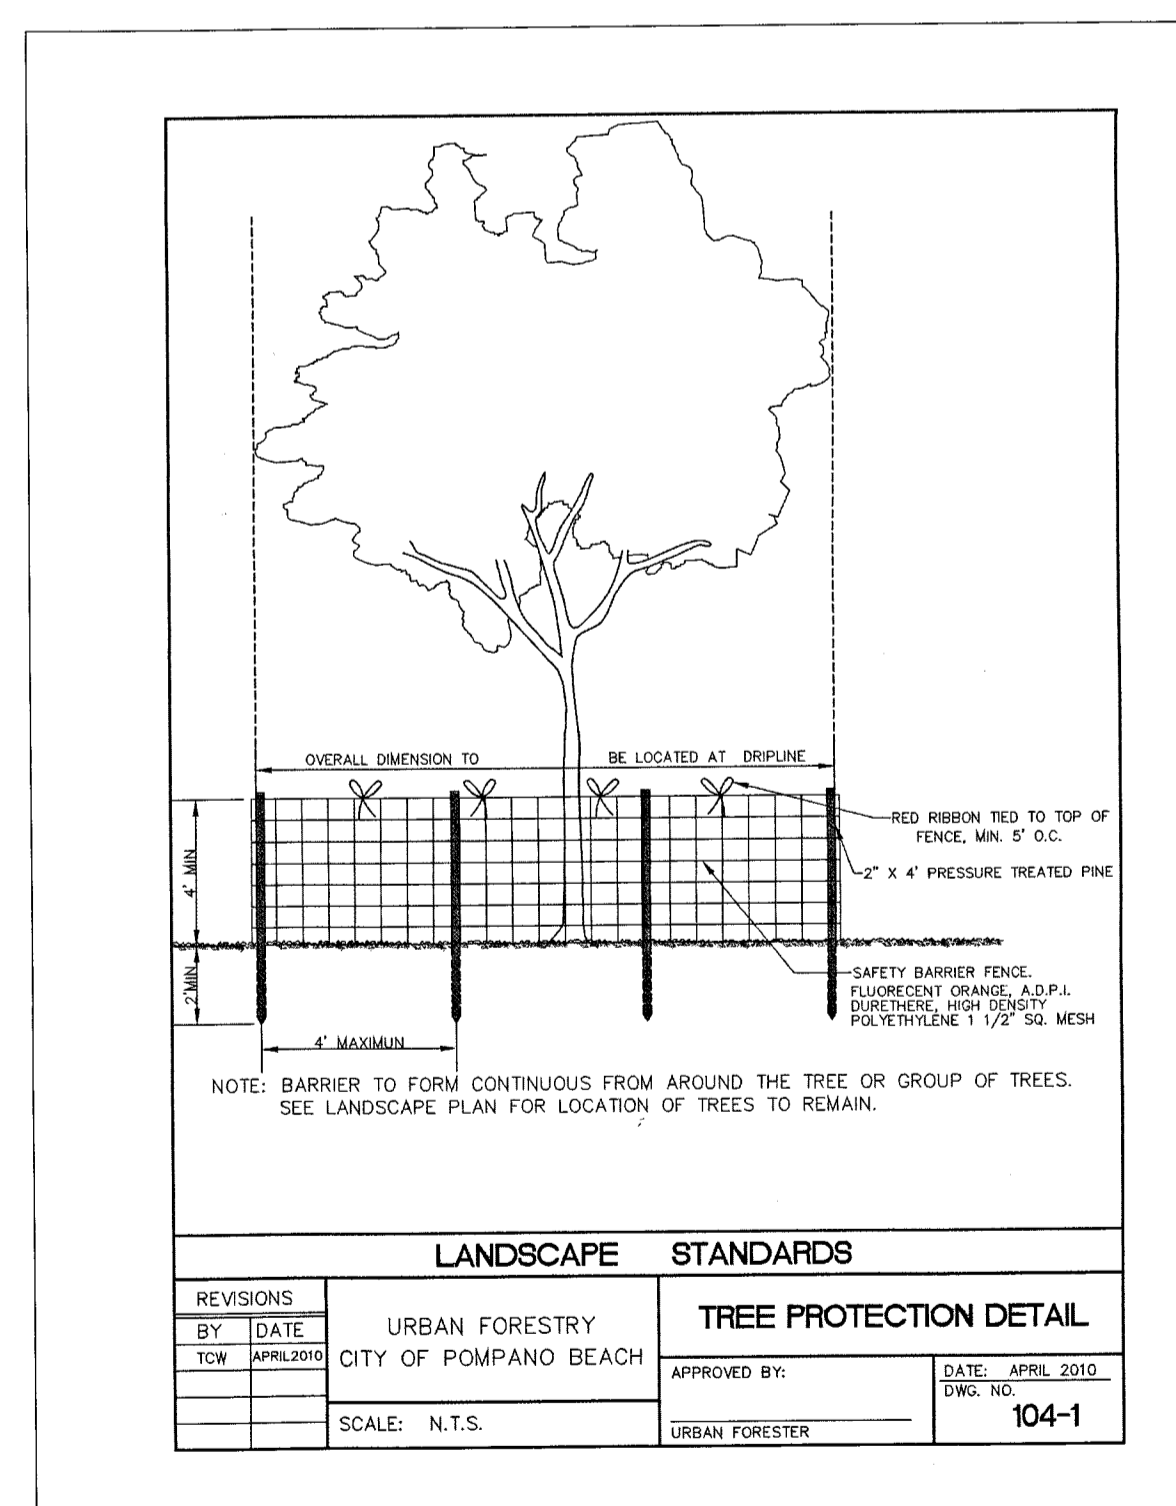 OVERALL DIMENSION TO BE LOCATED AT DRIPLINE
RED RIBBON TIED TO TOP OF
FENCE, MIN. 5' O.C.
2" X 4' PRESSURE TREATED PINE
4' MIN
2'MIN
SAFETY BARRIER FENCE.
FLUORECENT ORANGE, A.D.P.I.
DURETHERE, HIGH DENSITY
POLYETHYLENE 1 1/2" SQ. MESH
4' MAXIMUN
NOTE: BARRIER TO FORM CONTINUOUS FROM AROUND THE TREE OR GROUP OF TREES.
SEE LANDSCAPE PLAN FOR LOCATION OF TREES TO REMAIN.
LANDSCAPE STANDARDS
REVISIONS
BY DATE
TCW APRIL2010
URBAN FORESTRY
CITY OF POMPANO BEACH
SCALE: N.T.S.
TREE PROTECTION DETAIL
APPROVED BY:
URBAN FORESTER
DATE: APRIL 2010
DWG. NO.
104-1